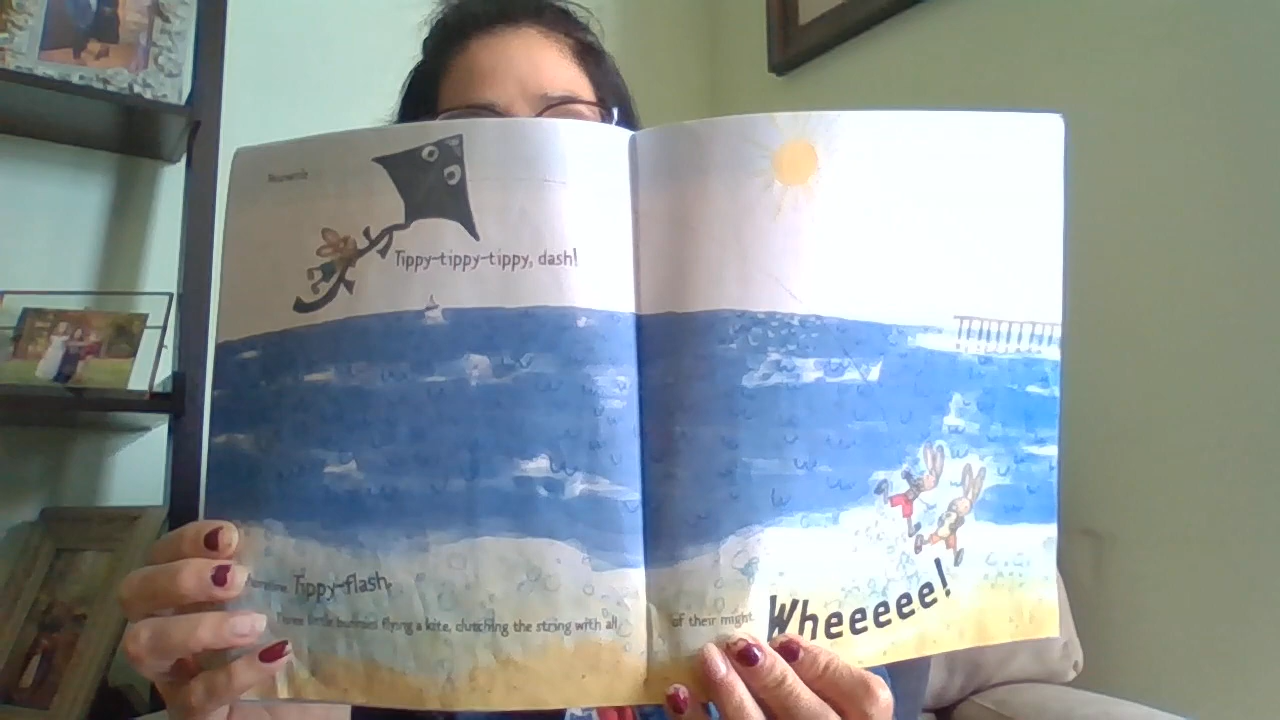 Tippy-tippy-tippy, dash!
Tippy-flash,
Three little bunnies flying a kite, clutching the string with all
of their might.
Wheeeee!